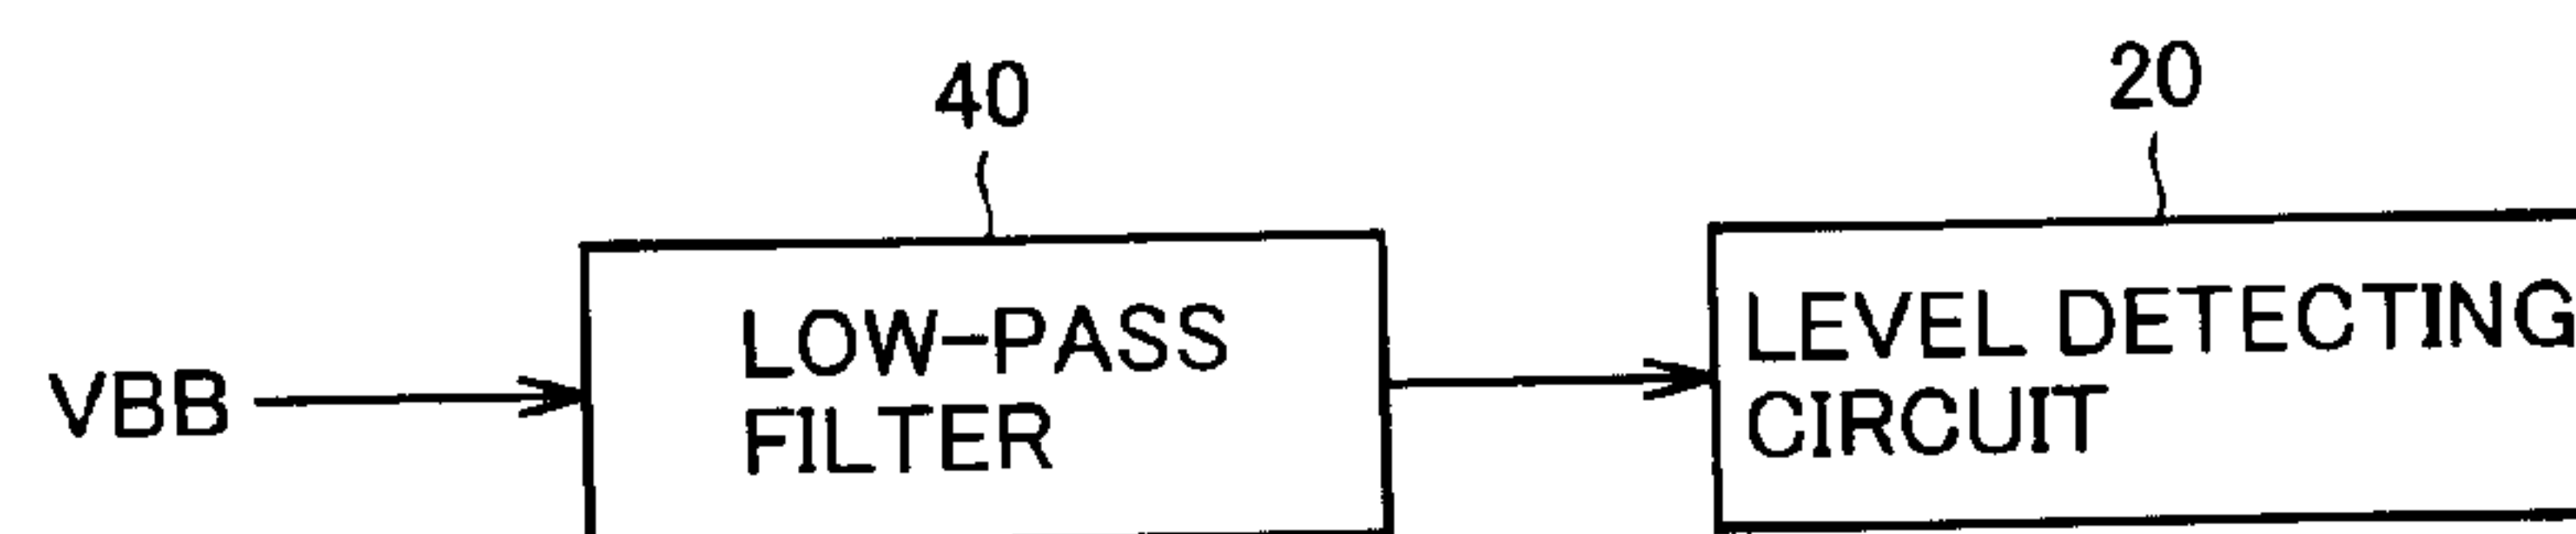 40
20
VBB
LOW-PASS
FILTER
LEVEL DETECTING
CIRCUIT